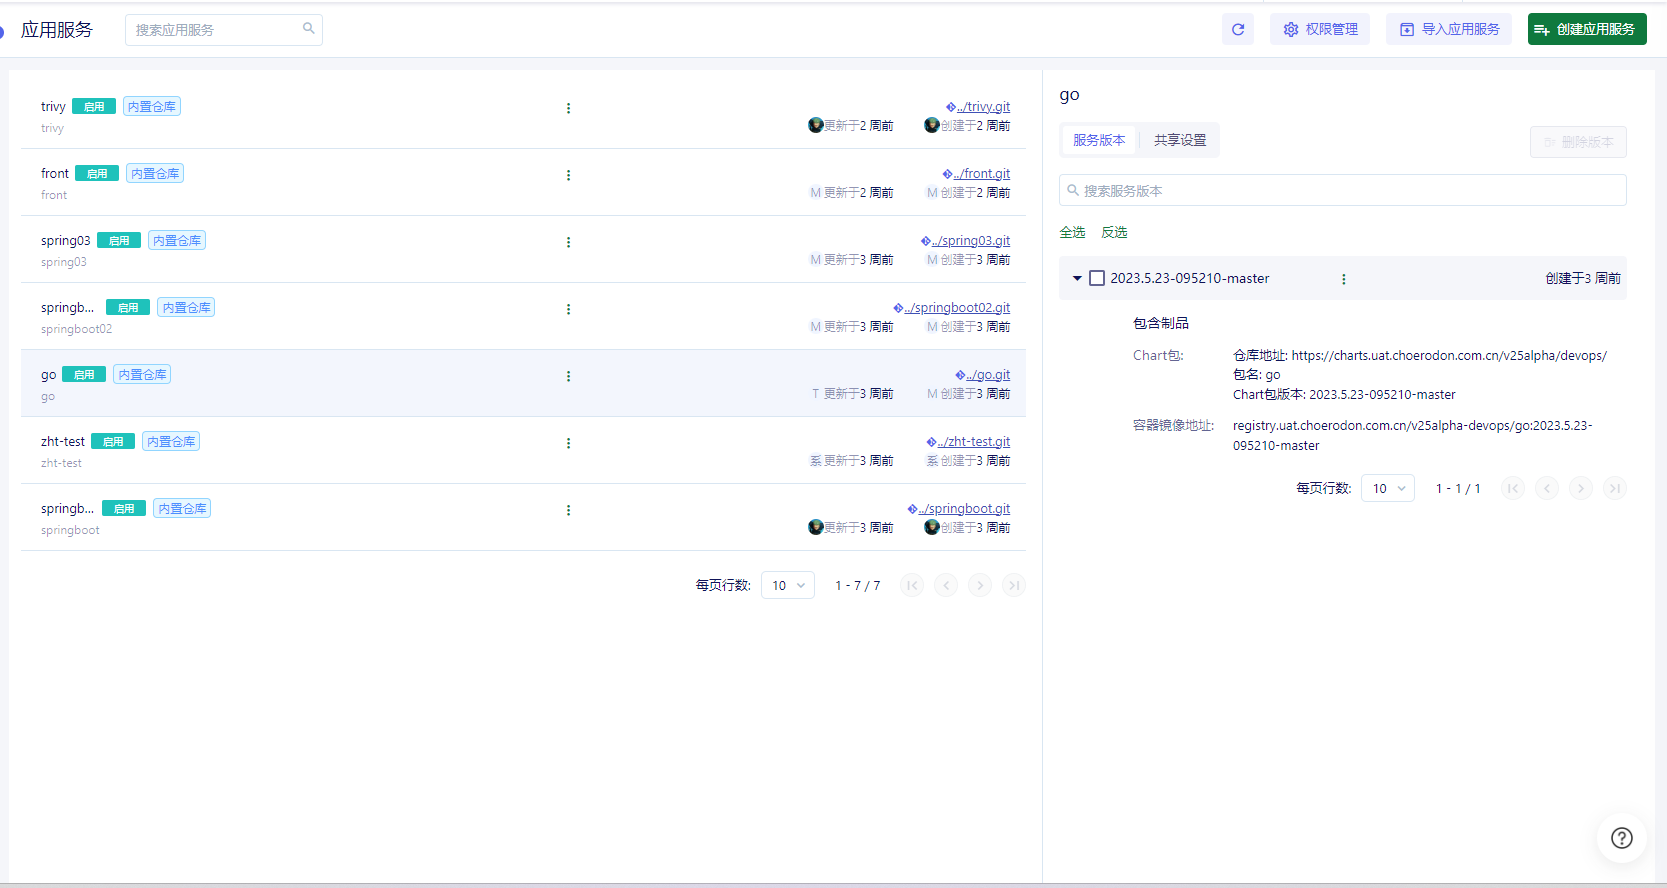 应用服务
搜索应用服务
权限管理
导入应用服务
创建应用服务
trivy 启用 内置仓库
../trivy.git
trivy
更新于2 周前 创建于2 周前
front 启用 内置仓库
../front.git
front
M 更新于2 周前 M 创建于2 周前
spring03 启用 内置仓库
../spring03.git
spring03
M 更新于3 周前 M 创建于3 周前
springb... 启用 内置仓库
../springboot02.git
springboot02
M 更新于3 周前 M 创建于3 周前
go 启用 内置仓库
../go.git
go
T 更新于3 周前 M 创建于3 周前
zht-test 启用 内置仓库
../zht-test.git
zht-test
系 更新于3 周前 系 创建于3 周前
springb... 启用 内置仓库
../springboot.git
springboot
更新于3 周前 创建于3 周前
每页行数: 10 1 - 7 / 7
go
服务版本 共享设置
删除版本
搜索服务版本
全选 反选
2023.5.23-095210-master 创建于3 周前
包含制品
Chart包: 仓库地址: https://charts.uat.choerodon.com.cn/v25alpha/devops/
包名: go
Chart包版本: 2023.5.23-095210-master
容器镜像地址: registry.uat.choerodon.com.cn/v25alpha-devops/go:2023.5.23-
095210-master
每页行数: 10 1 - 1 / 1